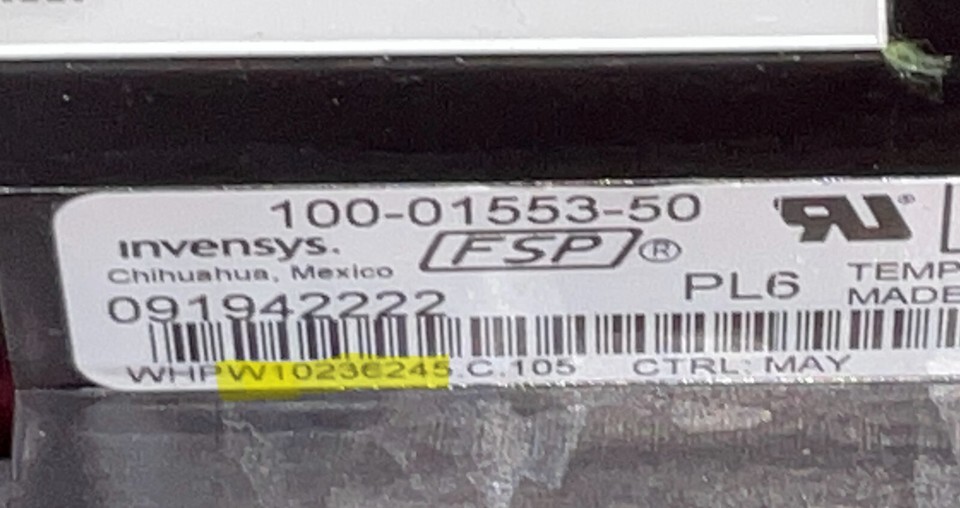 100-01553-50
invensys. FSP®
Chihuahua, Mexico
PL6 TEMP
091942222 MADE
WHPW10236245.C.105 CTRL: MAY